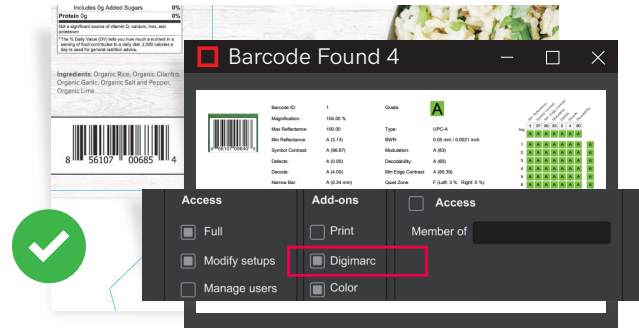 Includes 0g Added Sugars 0%
Protein 0g 0%
Not a significant source of vitamin D, calcium, iron, and
potassium
*The % Daily Value (DV) tells you how much a nutrient in a
serving of food contributes to a daily diet. 2,000 calories a
day is used for general nutrition advice.
Ingredients: Organic Rice, Organic Cilantro,
Organic Garlic, Organic Salt and Pepper,
Organic Lime
8 56107 00685 4
Barcode Found 4
Barcode ID: 1 Grade: A
Magnification: 104.00 %
Max Reflectance: 100.00 Type: UPC-A
Min Reflectance: A (3.13) BWR: 0.05 mm / 0.0021 inch
Symbol Contrast: A (96.87) Modulation: A (83)
Defects: A (0.00) Decodability: A (80)
Decode: A (4.00) Min Edge Contrast: A (80.39)
Narrow Bar: A (0.34 mm) Quiet Zone: F (Left: 3 % Right: 0 %)
Access
Full
Modify setups
Manage users
Add-ons
Print
Digimarc
Color
Access
Member of